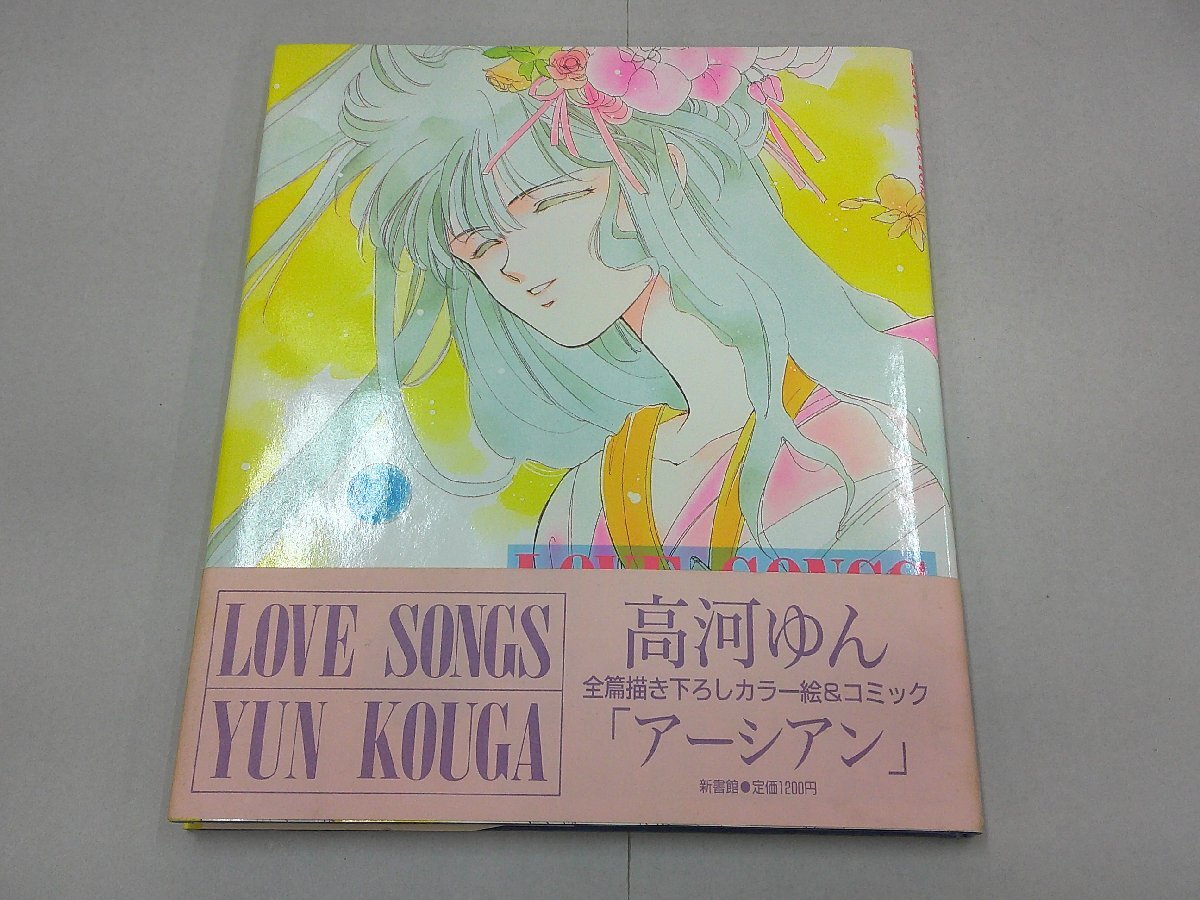 LOVE SONGS
LOVE SONGS
YUN KOUGA
高河ゆん
全篇描き下ろしカラー絵&コミック
「アーシアン」
新書館●定価1200円